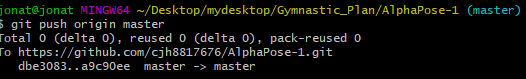 jonat@jonat MINGW64 ~/Desktop/mydesktop/Gymnastic_Plan/AlphaPose-1 (master)
$ git push origin master
Total 0 (delta 0), reused 0 (delta 0), pack-reused 0
To https://github.com/cjh8817676/AlphaPose-1.git
   dbe3083..a9c90ee  master -> master